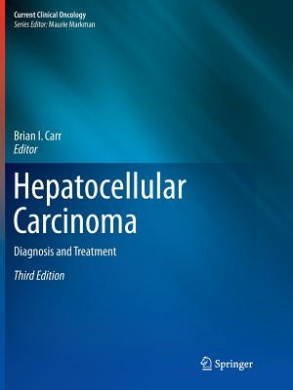 Current Clinical Oncology
Series Editor: Maurie Markman
Brian I. Carr
Editor
Hepatocellular
Carcinoma
Diagnosis and Treatment
Third Edition
Springer